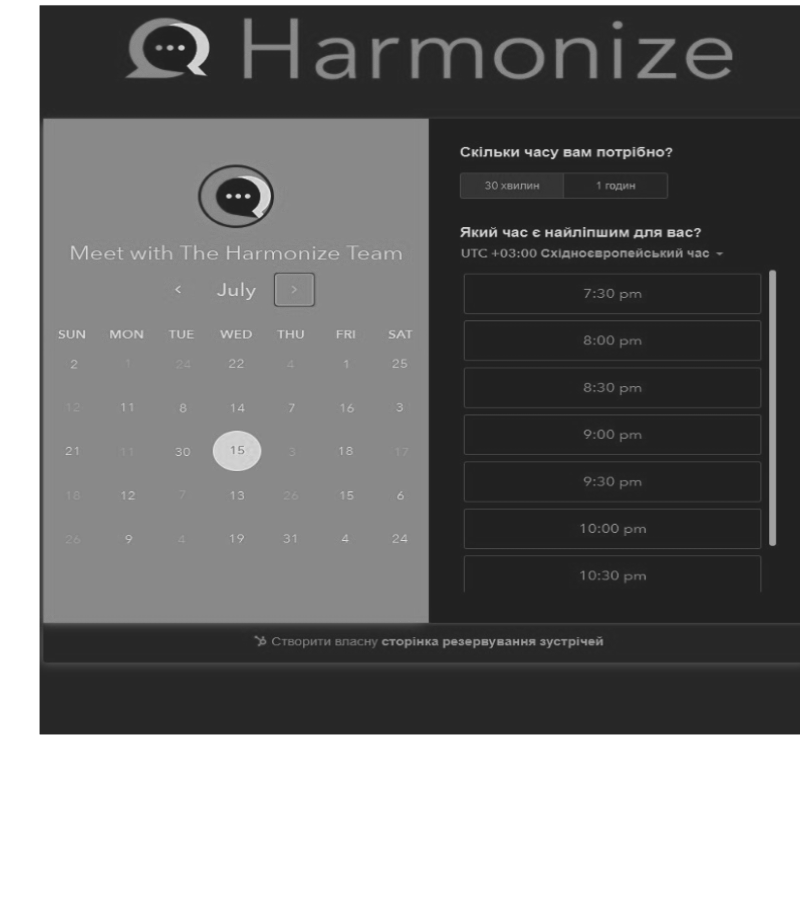 Harmonize
Meet with The Harmonize Team
< July >
SUN MON TUE WED THU FRI SAT
2 1 24 22 4 1 25
12 11 8 14 7 16 3
21 11 30 15 3 18 17
18 12 7 13 26 15 6
26 9 4 19 31 4 24
Скільки часу вам потрібно?
30 хвилин 1 годин
Який час є найліпшим для вас?
UTC +03:00 Східноєвропейський час
7:30 pm
8:00 pm
8:30 pm
9:00 pm
9:30 pm
10:00 pm
10:30 pm
Створити власну сторінка резервування зустрічей